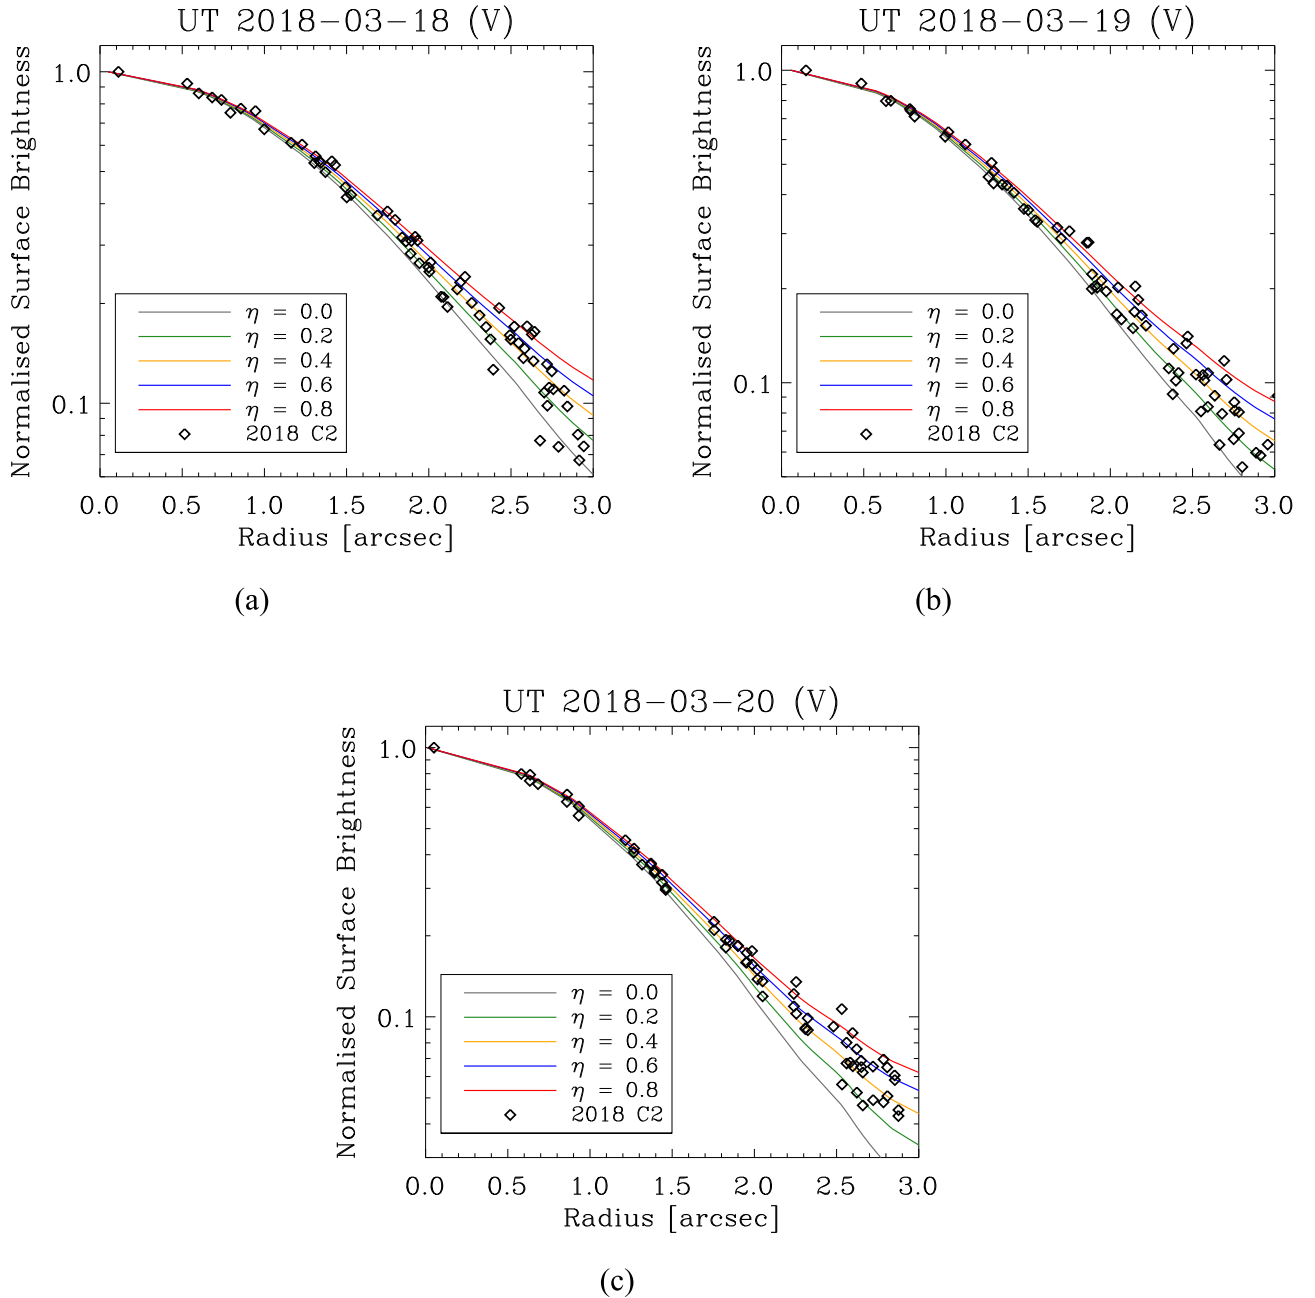 UT 2018−03−18 (V)
Normalised Surface Brightness
1.0
0.1
η = 0.0
η = 0.2
η = 0.4
η = 0.6
η = 0.8
2018 C2
0.0 0.5 1.0 1.5 2.0 2.5 3.0
Radius [arcsec]
(a)
UT 2018−03−19 (V)
Normalised Surface Brightness
1.0
0.1
η = 0.0
η = 0.2
η = 0.4
η = 0.6
η = 0.8
2018 C2
0.0 0.5 1.0 1.5 2.0 2.5 3.0
Radius [arcsec]
(b)
UT 2018−03−20 (V)
Normalised Surface Brightness
1.0
0.1
η = 0.0
η = 0.2
η = 0.4
η = 0.6
η = 0.8
2018 C2
0.0 0.5 1.0 1.5 2.0 2.5 3.0
Radius [arcsec]
(c)